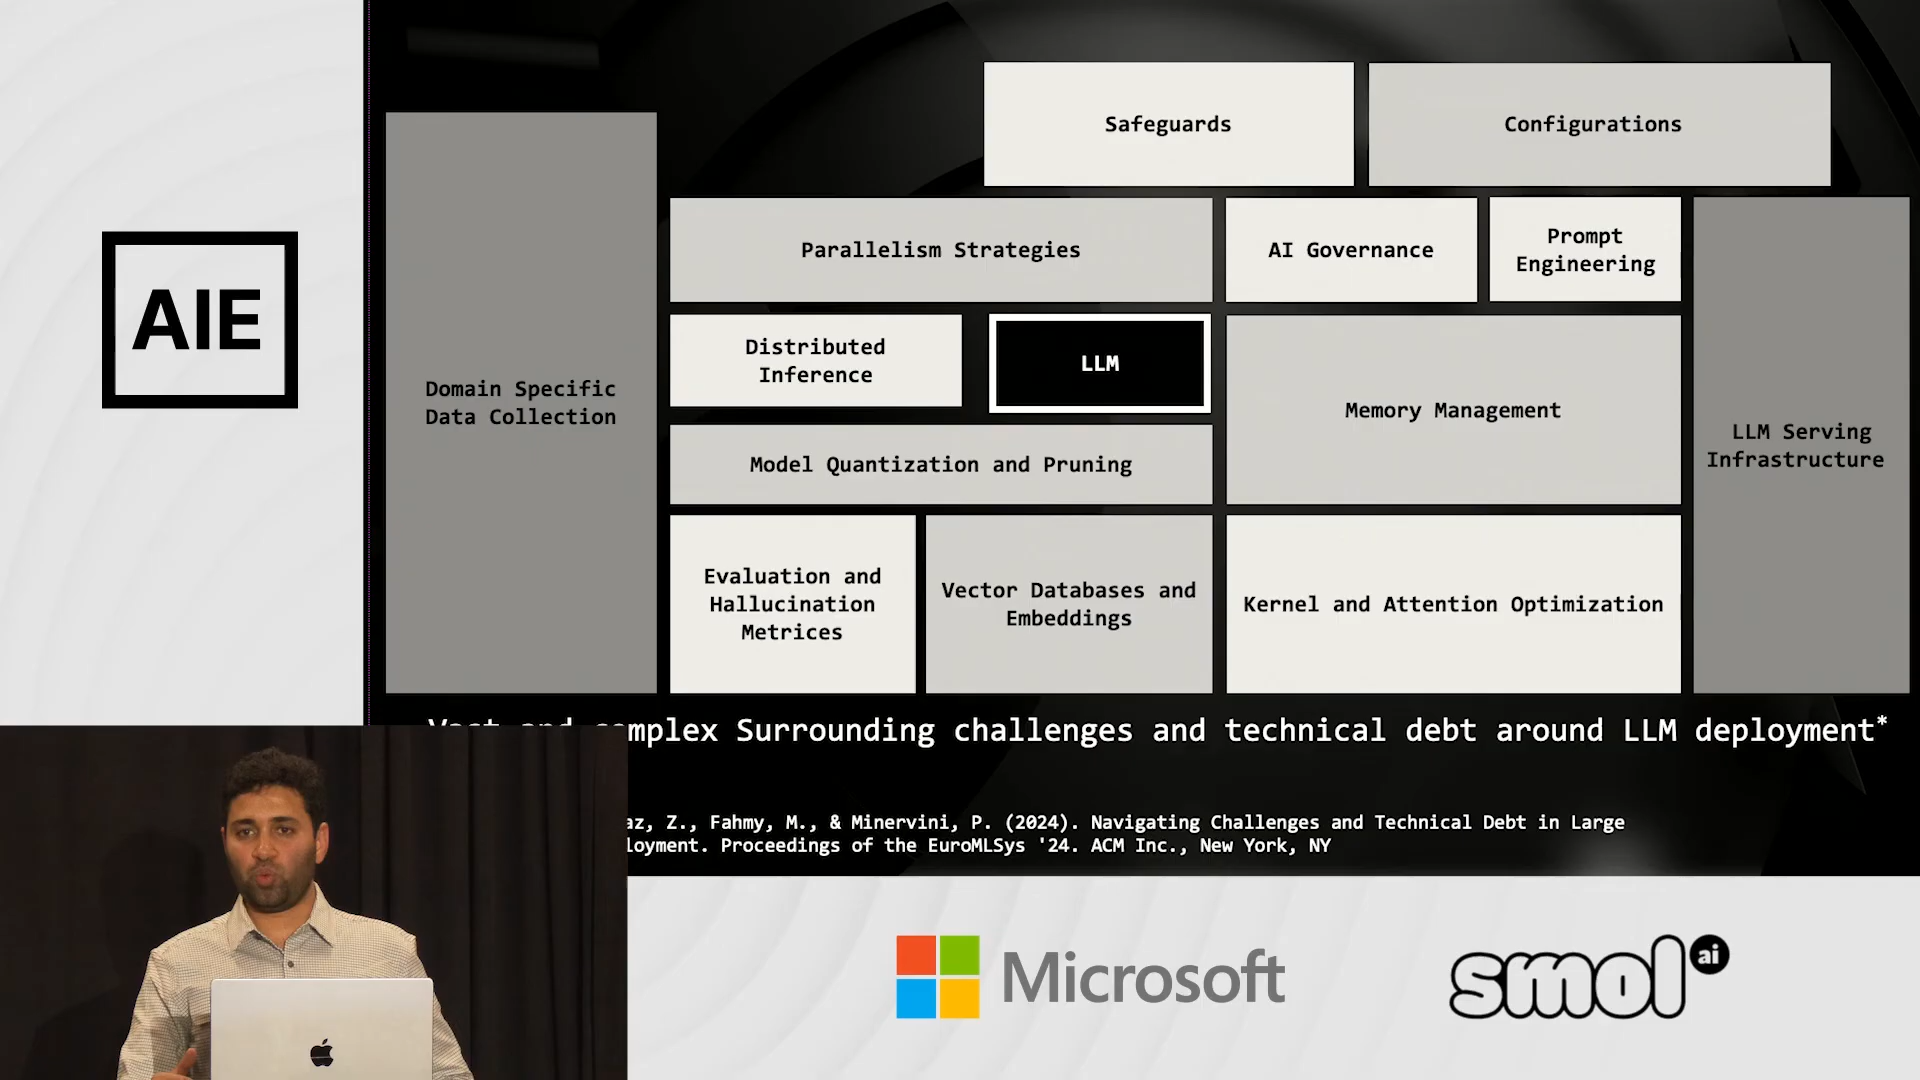 AIE
Safeguards
Configurations
Domain Specific
Data Collection
Parallelism Strategies
AI Governance
Prompt
Engineering
Distributed
Inference
LLM
Memory Management
LLM Serving
Infrastructure
Model Quantization and Pruning
Evaluation and
Hallucination
Metrices
Vector Databases and
Embeddings
Kernel and Attention Optimization
Vast and complex Surrounding challenges and technical debt around LLM deployment*
az, Z., Fahmy, M., & Minervini, P. (2024). Navigating Challenges and Technical Debt in Large
loyment. Proceedings of the EuroMLSys '24. ACM Inc., New York, NY
Microsoft
smol ai